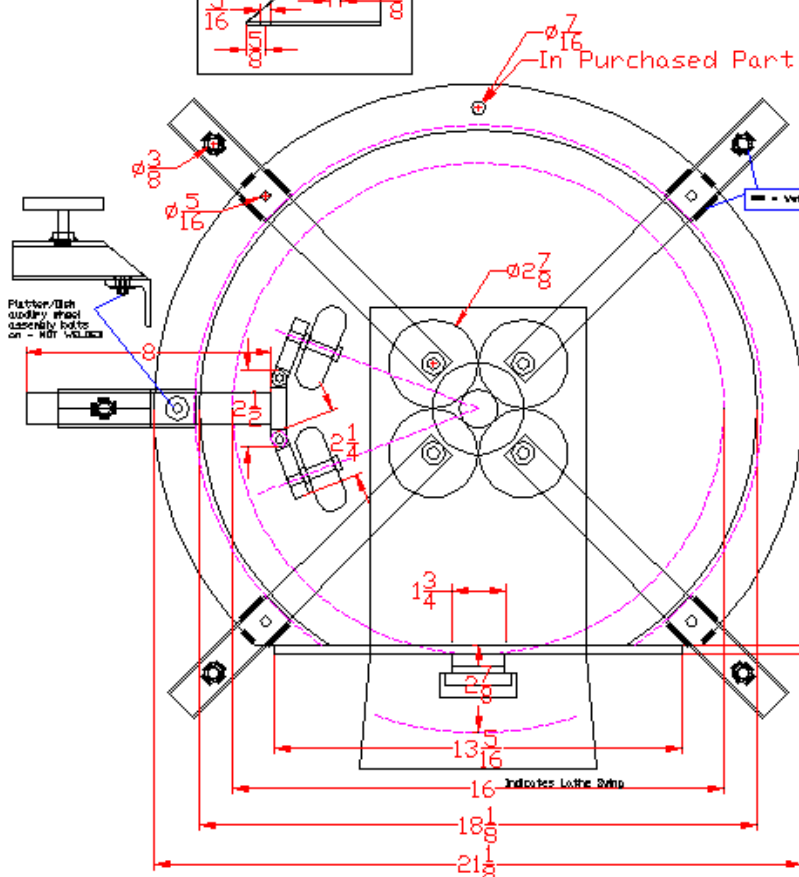 3
16
8
5
8
ø7
16
In Purchased Part
ø3
8
ø5
16
ø2 7
8
Platter/Dish
auxiliary wheel
assembly bolts
on - NOT WELDED
8
2 1
2
2 1
4
1 3
4
2 7
8
13 5
16
Indicates Lathe Swing
16
18 1
8
21 1
8